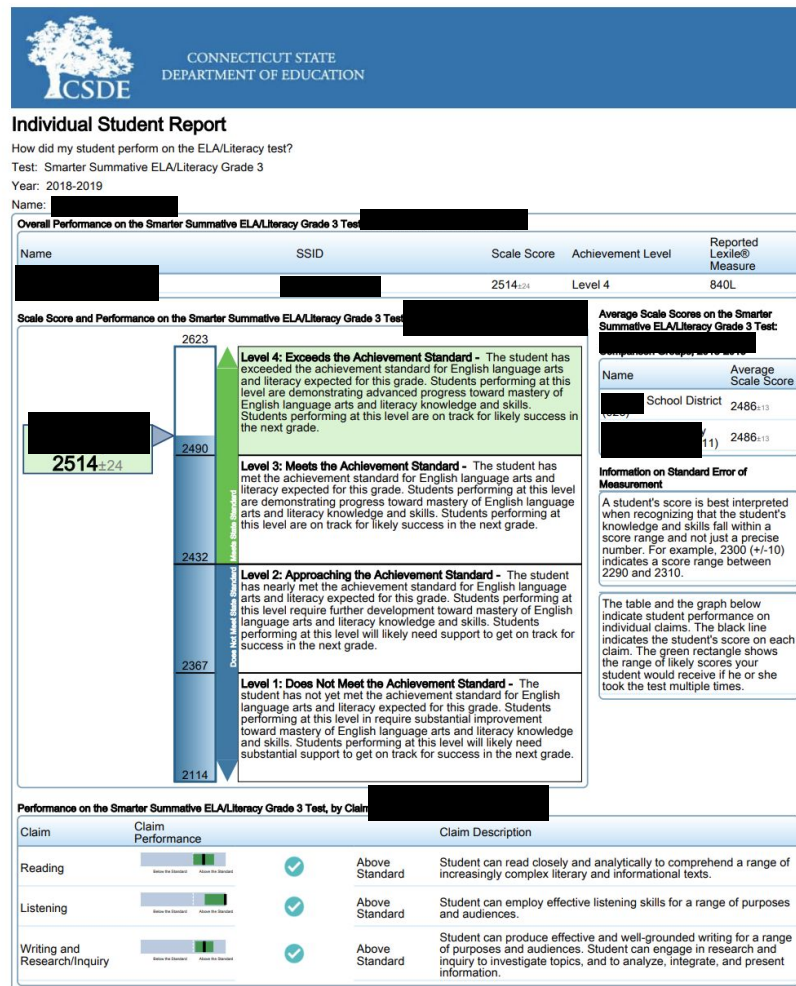 CSDE
CONNECTICUT STATE
DEPARTMENT OF EDUCATION
Individual Student Report
How did my student perform on the ELA/Literacy test?
Test: Smarter Summative ELA/Literacy Grade 3
Year: 2018-2019
Name:
Overall Performance on the Smarter Summative ELA/Literacy Grade 3 Test
Name SSID Scale Score Achievement Level Reported Lexile® Measure
2514±24 Level 4 840L
Scale Score and Performance on the Smarter Summative ELA/Literacy Grade 3 Test
2623
Level 4: Exceeds the Achievement Standard - The student has
exceeded the achievement standard for English language arts
and literacy expected for this grade. Students performing at this
level are demonstrating advanced progress toward mastery of
English language arts and literacy knowledge and skills.
Students performing at this level are on track for likely success in
the next grade.
2514±24
2490
Level 3: Meets the Achievement Standard - The student has
met the achievement standard for English language arts and
literacy expected for this grade. Students performing at this level
are demonstrating progress toward mastery of English language
arts and literacy knowledge and skills. Students performing at
this level are on track for likely success in the next grade.
Meets State Standard
2432
Level 2: Approaching the Achievement Standard - The student
has nearly met the achievement standard for English language
arts and literacy expected for this grade. Students performing at
this level require further development toward mastery of English
language arts and literacy knowledge and skills. Students
performing at this level will likely need support to get on track for
success in the next grade.
Does Not Meet State Standard
2367
Level 1: Does Not Meet the Achievement Standard - The
student has not yet met the achievement standard for English
language arts and literacy expected for this grade. Students
performing at this level in require substantial improvement
toward mastery of English language arts and literacy knowledge
and skills. Students performing at this level will likely need
substantial support to get on track for success in the next grade.
2114
Average Scale Scores on the Smarter
Summative ELA/Literacy Grade 3 Test:
Name Average Scale Score
School District 2486±13
11) 2486±13
Information on Standard Error of
Measurement
A student's score is best interpreted
when recognizing that the student's
knowledge and skills fall within a
score range and not just a precise
number. For example, 2300 (+/-10)
indicates a score range between
2290 and 2310.
The table and the graph below
indicate student performance on
individual claims. The black line
indicates the student's score on each
claim. The green rectangle shows
the range of likely scores your
student would receive if he or she
took the test multiple times.
Performance on the Smarter Summative ELA/Literacy Grade 3 Test, by Claim
Claim Claim Performance Claim Description
Reading
Below the Standard Above the Standard
Above Standard
Student can read closely and analytically to comprehend a range of
increasingly complex literary and informational texts.
Listening
Below the Standard Above the Standard
Above Standard
Student can employ effective listening skills for a range of purposes
and audiences.
Writing and
Research/Inquiry
Below the Standard Above the Standard
Above Standard
Student can produce effective and well-grounded writing for a range
of purposes and audiences. Student can engage in research and
inquiry to investigate topics, and to analyze, integrate, and present
information.